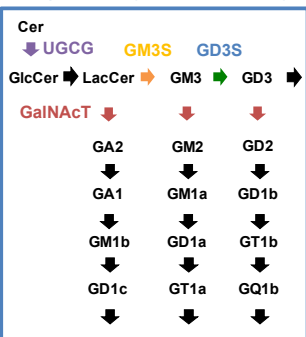 Cer
UGCG GM3S GD3S
GlcCer LacCer GM3 GD3
GalNAcT
GA2 GM2 GD2
GA1 GM1a GD1b
GM1b GD1a GT1b
GD1c GT1a GQ1b